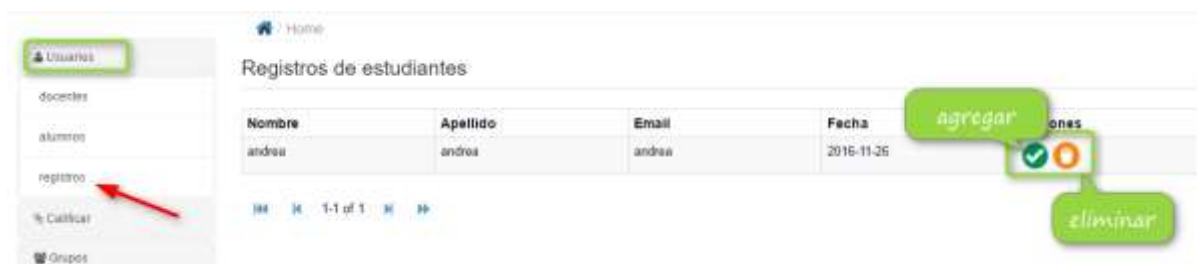 / Home
Usuarios
Registros de estudiantes
docentes
Nombre Apellido Email Fecha agregar ones
alumnos
andrea andrea andrea 2016-11-26
registros
1-1 of 1
Calificar
eliminar
Grupos